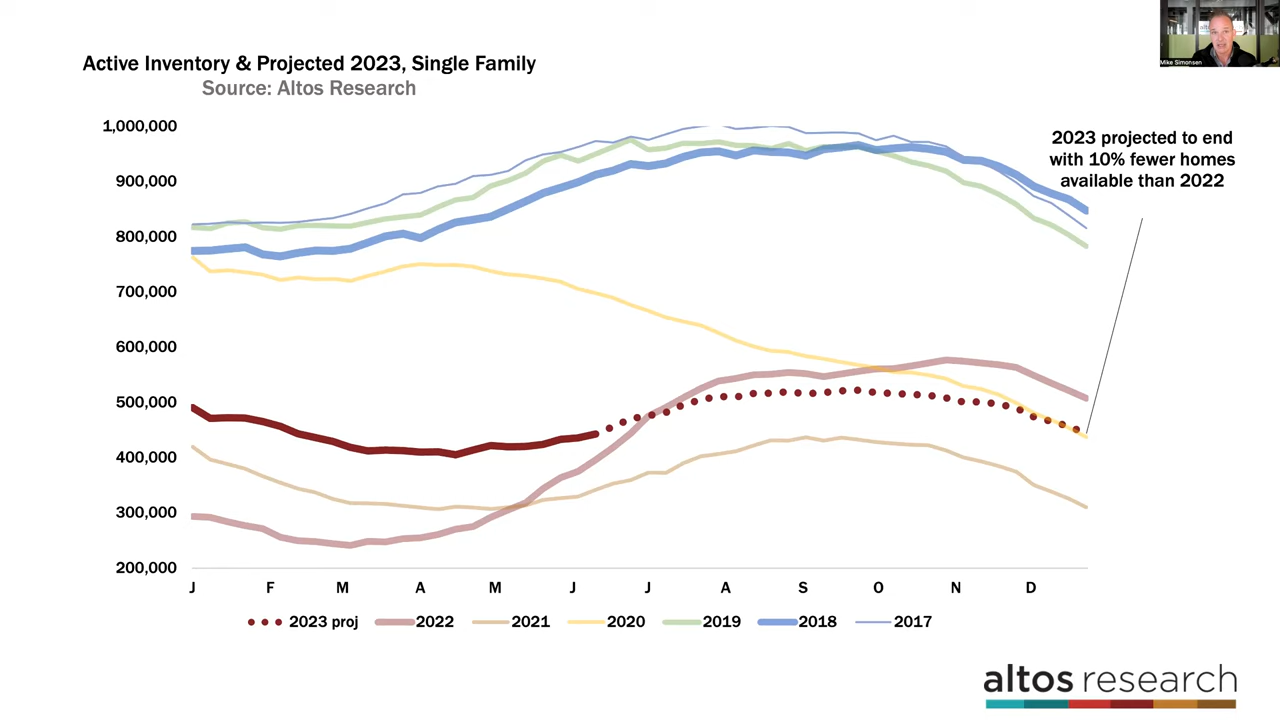 Active Inventory & Projected 2023, Single Family
Source: Altos Research
Mike Simonsen
2023 projected to end
with 10% fewer homes
available than 2022
1,000,000
900,000
800,000
700,000
600,000
500,000
400,000
300,000
200,000
J F M A M J J A S O N D
2023 proj 2022 2021 2020 2019 2018 2017
altos research